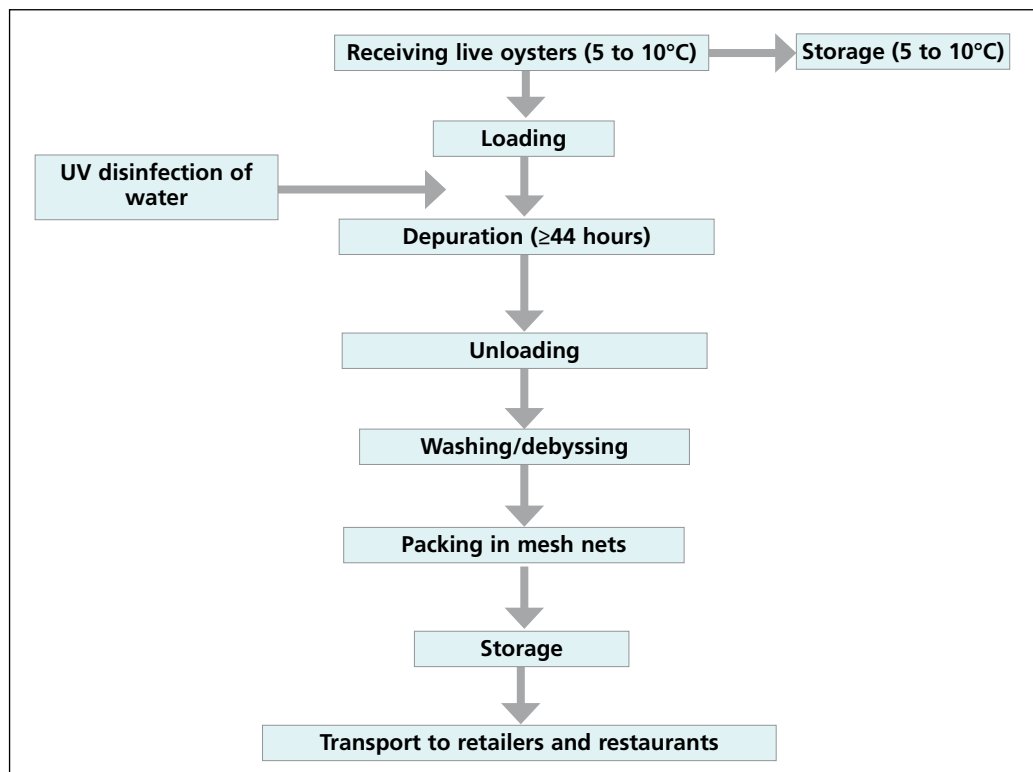 Receiving live oysters (5 to 10°C)
Storage (5 to 10°C)
Loading
UV disinfection of
water
Depuration (≥44 hours)
Unloading
Washing/debyssing
Packing in mesh nets
Storage
Transport to retailers and restaurants